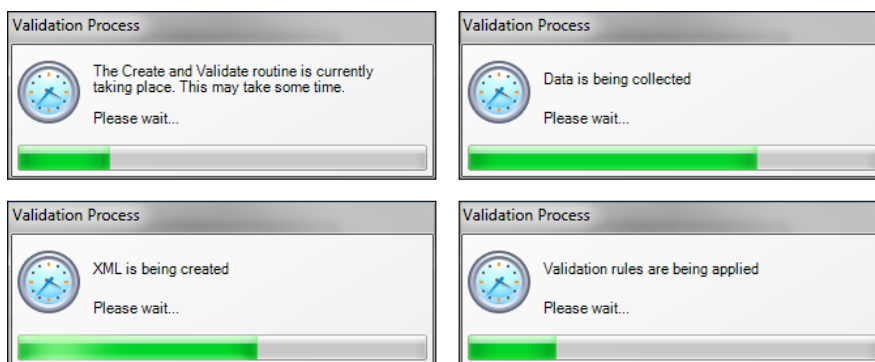 Validation Process
The Create and Validate routine is currently
taking place. This may take some time.
Please wait...
Validation Process
Data is being collected
Please wait...
Validation Process
XML is being created
Please wait...
Validation Process
Validation rules are being applied
Please wait...